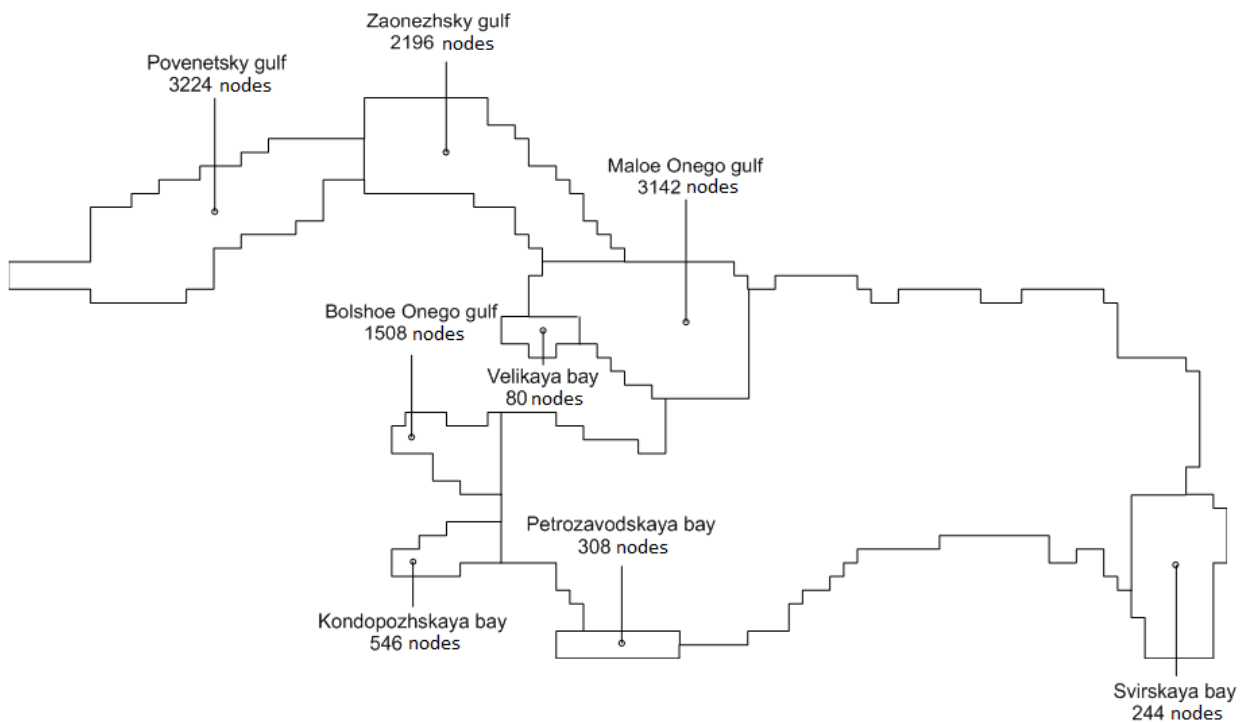 Zaonezhsky gulf
2196 nodes
Povenetsky gulf
3224 nodes
Maloe Onego gulf
3142 nodes
Bolshoe Onego gulf
1508 nodes
Velikaya bay
80 nodes
Petrozavodskaya bay
308 nodes
Kondopozhskaya bay
546 nodes
Svirskaya bay
244 nodes